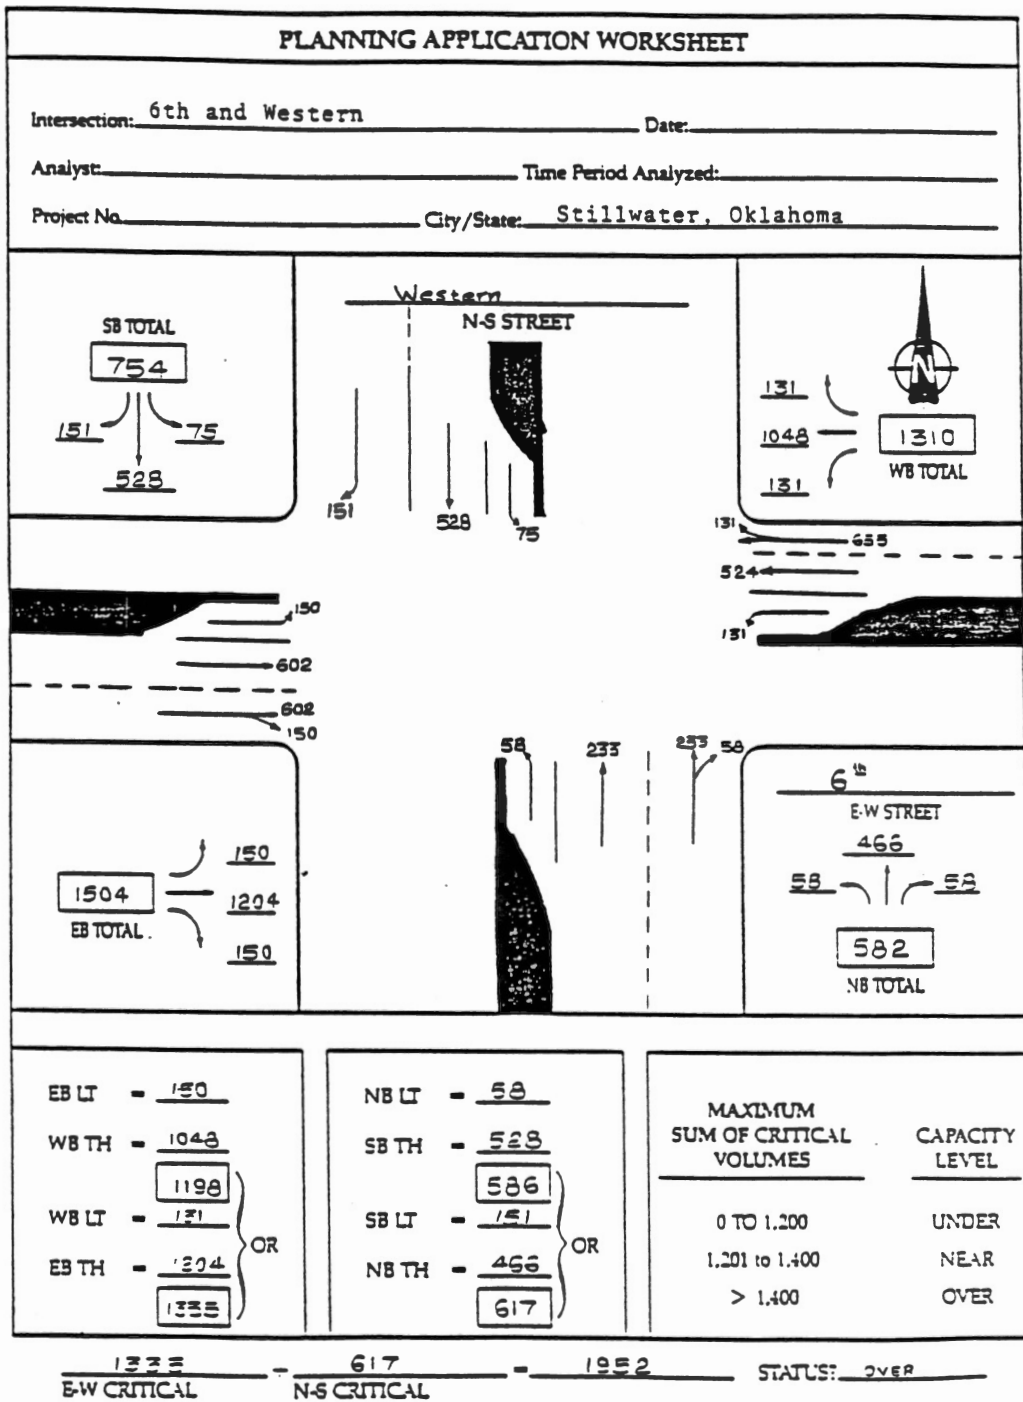 PLANNING APPLICATION WORKSHEET
Intersection: 6th and Western Date:
Analyst: Time Period Analyzed:
Project No. City/State: Stillwater, Oklahoma
Western
N-S STREET
SB TOTAL
754
151 75
528
151 528 75
N
131
1048 1310
WB TOTAL
131
131 655
524
131
150
602
602
150
58 233 233 58
6th
E-W STREET
466
58 58
582
NB TOTAL
150
1504 1204
EB TOTAL
150
EB LT = 150
WB TH = 1048
1198
WB LT = 131
OR
EB TH = 1204
1335
NB LT = 58
SB TH = 528
586
SB LT = 151
OR
NB TH = 466
617
MAXIMUM
SUM OF CRITICAL CAPACITY
VOLUMES LEVEL
0 TO 1,200 UNDER
1,201 to 1,400 NEAR
> 1,400 OVER
1335 - 617 = 1952 STATUS: OVER
E-W CRITICAL N-S CRITICAL